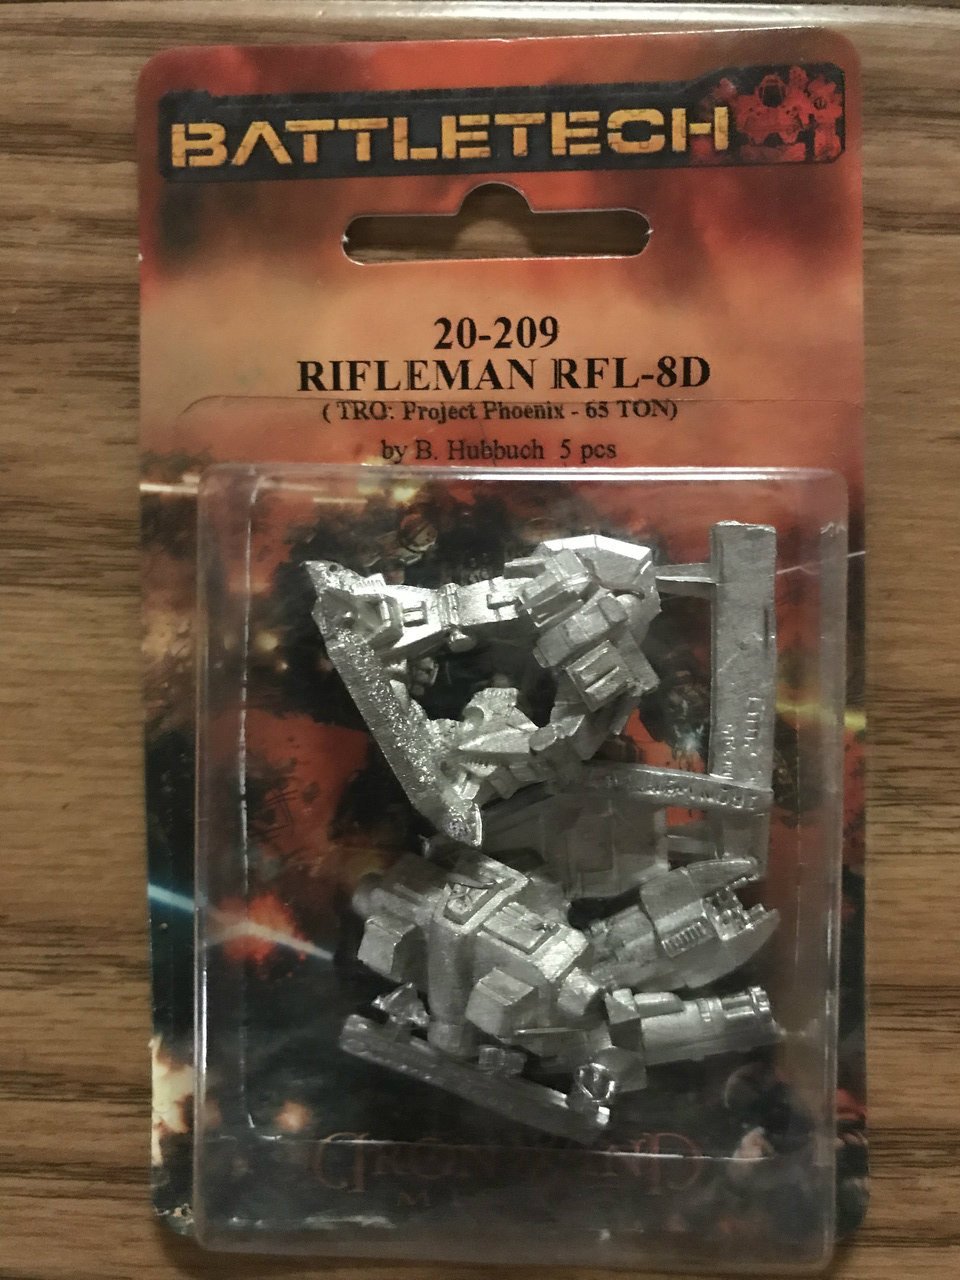 BATTLETECH
20-209
RIFLEMAN RFL-8D
( TRO: Project Phoenix - 65 TON)
by B. Hubbuch 5 pcs